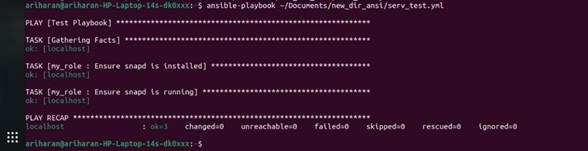 ariharan@ariharan-HP-Laptop-14s-dk0xxx:~$ ansible-playbook ~/Documents/new_dir_ansi/serv_test.yml
PLAY [Test Playbook] **********************************************************
TASK [Gathering Facts] ********************************************************
ok: [localhost]
TASK [my_role : Ensure snapd is installed] ************************************
ok: [localhost]
TASK [my_role : Ensure snapd is running] **************************************
ok: [localhost]
PLAY RECAP ********************************************************************
localhost : ok=3 changed=0 unreachable=0 failed=0 skipped=0 rescued=0 ignored=0
ariharan@ariharan-HP-Laptop-14s-dk0xxx:~$